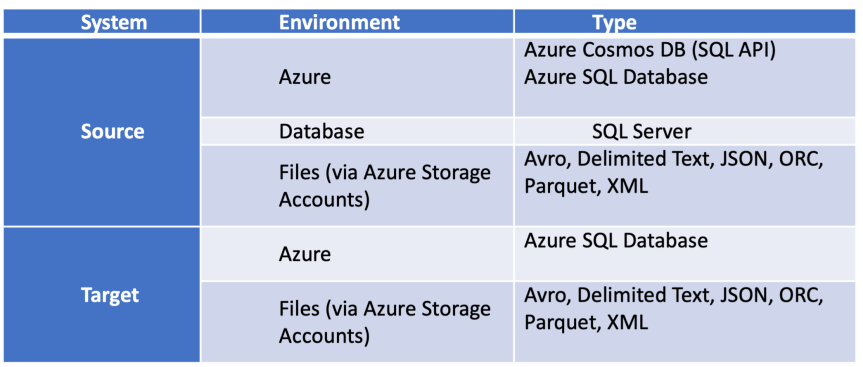 System Environment Type
Source
Azure
Azure Cosmos DB (SQL API)
Azure SQL Database
Database
SQL Server
Files (via Azure Storage
Accounts)
Avro, Delimited Text, JSON, ORC,
Parquet, XML
Target
Azure
Azure SQL Database
Files (via Azure Storage
Accounts)
Avro, Delimited Text, JSON, ORC,
Parquet, XML